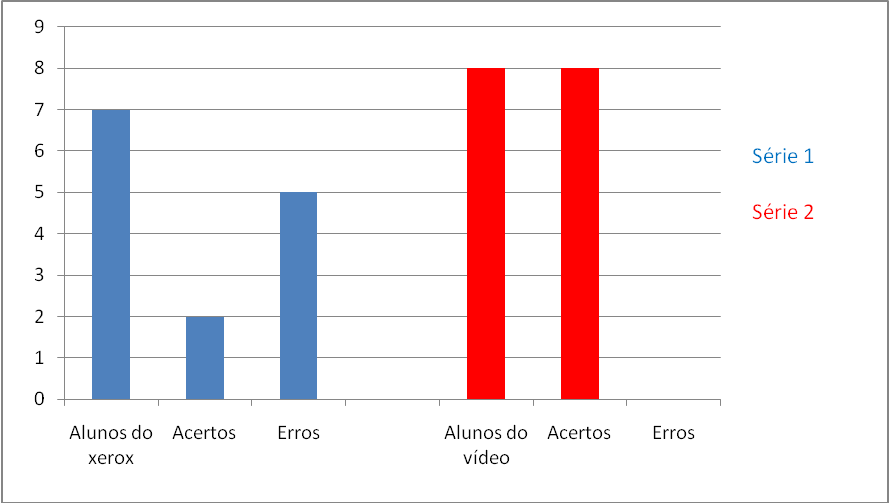 9
8
7
6
5
4
3
2
1
0
Alunos do
xerox
Acertos
Erros
Alunos do
vídeo
Acertos
Erros
Série 1
Série 2